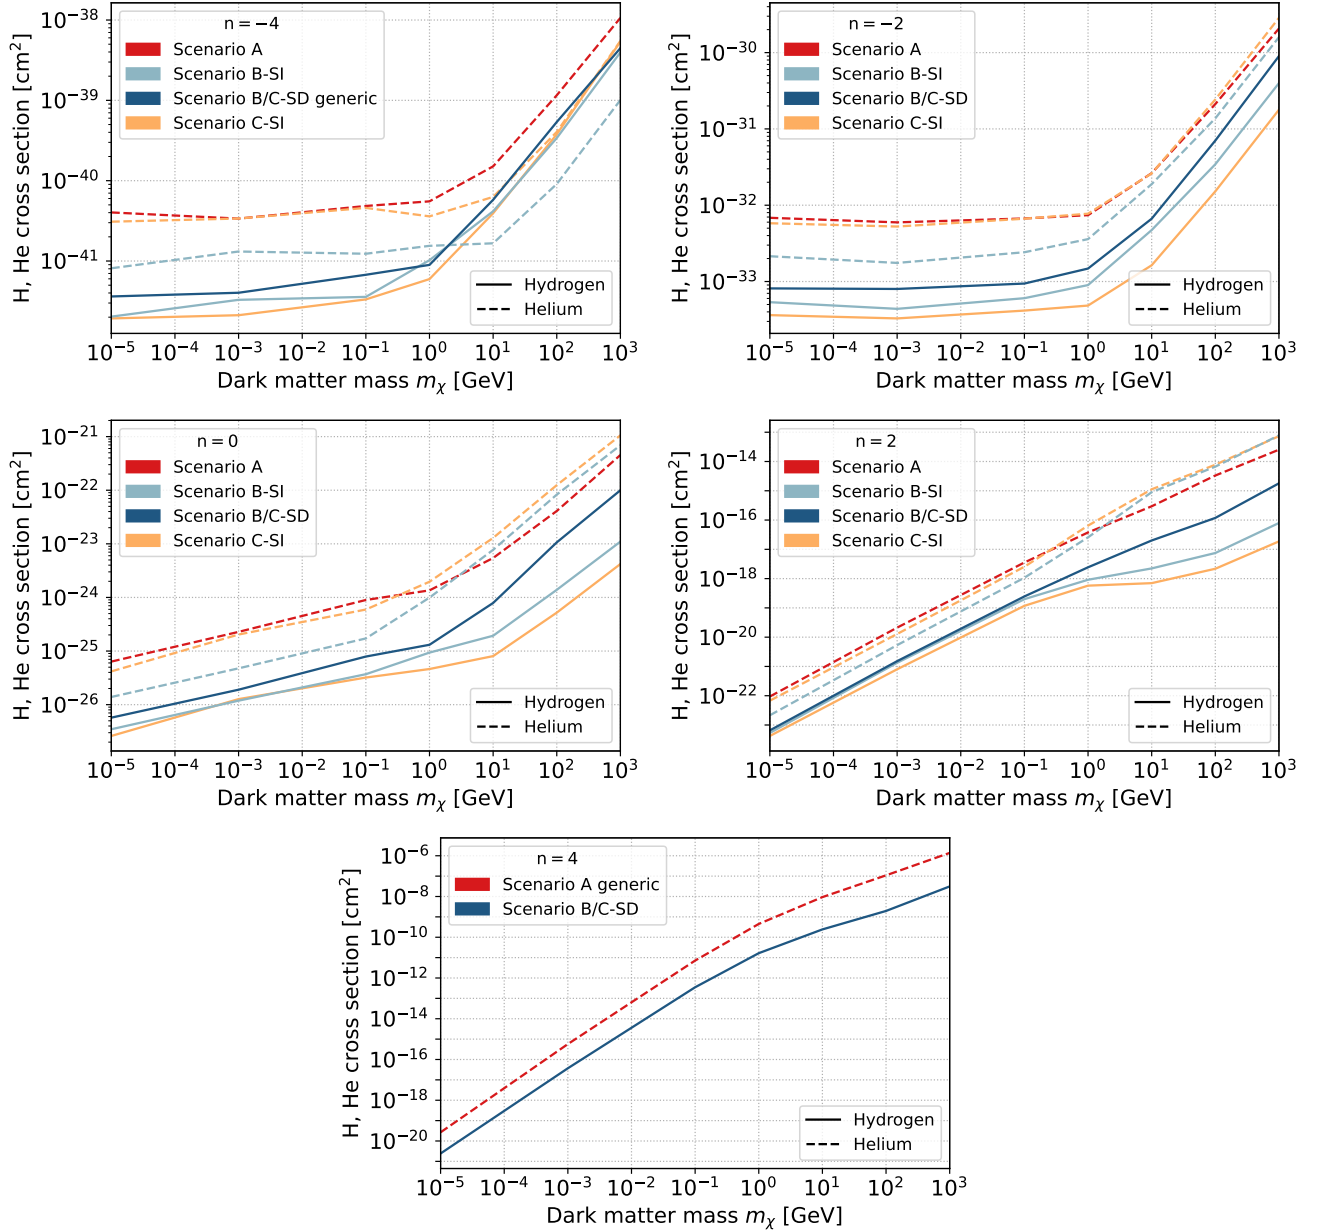 n = −4
Scenario A
Scenario B-SI
Scenario B/C-SD generic
Scenario C-SI
Hydrogen
Helium
10⁻³⁸
10⁻³⁹
10⁻⁴⁰
10⁻⁴¹
H, He cross section [cm²]
10⁻⁵ 10⁻⁴ 10⁻³ 10⁻² 10⁻¹ 10⁰ 10¹ 10² 10³
Dark matter mass mᵪ [GeV]
n = −2
Scenario A
Scenario B-SI
Scenario B/C-SD
Scenario C-SI
Hydrogen
Helium
10⁻³⁰
10⁻³¹
10⁻³²
10⁻³³
H, He cross section [cm²]
10⁻⁵ 10⁻⁴ 10⁻³ 10⁻² 10⁻¹ 10⁰ 10¹ 10² 10³
Dark matter mass mᵪ [GeV]
n = 0
Scenario A
Scenario B-SI
Scenario B/C-SD
Scenario C-SI
Hydrogen
Helium
10⁻²¹
10⁻²²
10⁻²³
10⁻²⁴
10⁻²⁵
10⁻²⁶
H, He cross section [cm²]
10⁻⁵ 10⁻⁴ 10⁻³ 10⁻² 10⁻¹ 10⁰ 10¹ 10² 10³
Dark matter mass mᵪ [GeV]
n = 2
Scenario A
Scenario B-SI
Scenario B/C-SD
Scenario C-SI
Hydrogen
Helium
10⁻¹⁴
10⁻¹⁶
10⁻¹⁸
10⁻²⁰
10⁻²²
H, He cross section [cm²]
10⁻⁵ 10⁻⁴ 10⁻³ 10⁻² 10⁻¹ 10⁰ 10¹ 10² 10³
Dark matter mass mᵪ [GeV]
n = 4
Scenario A generic
Scenario B/C-SD
Hydrogen
Helium
10⁻⁶
10⁻⁸
10⁻¹⁰
10⁻¹²
10⁻¹⁴
10⁻¹⁶
10⁻¹⁸
10⁻²⁰
H, He cross section [cm²]
10⁻⁵ 10⁻⁴ 10⁻³ 10⁻² 10⁻¹ 10⁰ 10¹ 10² 10³
Dark matter mass mᵪ [GeV]